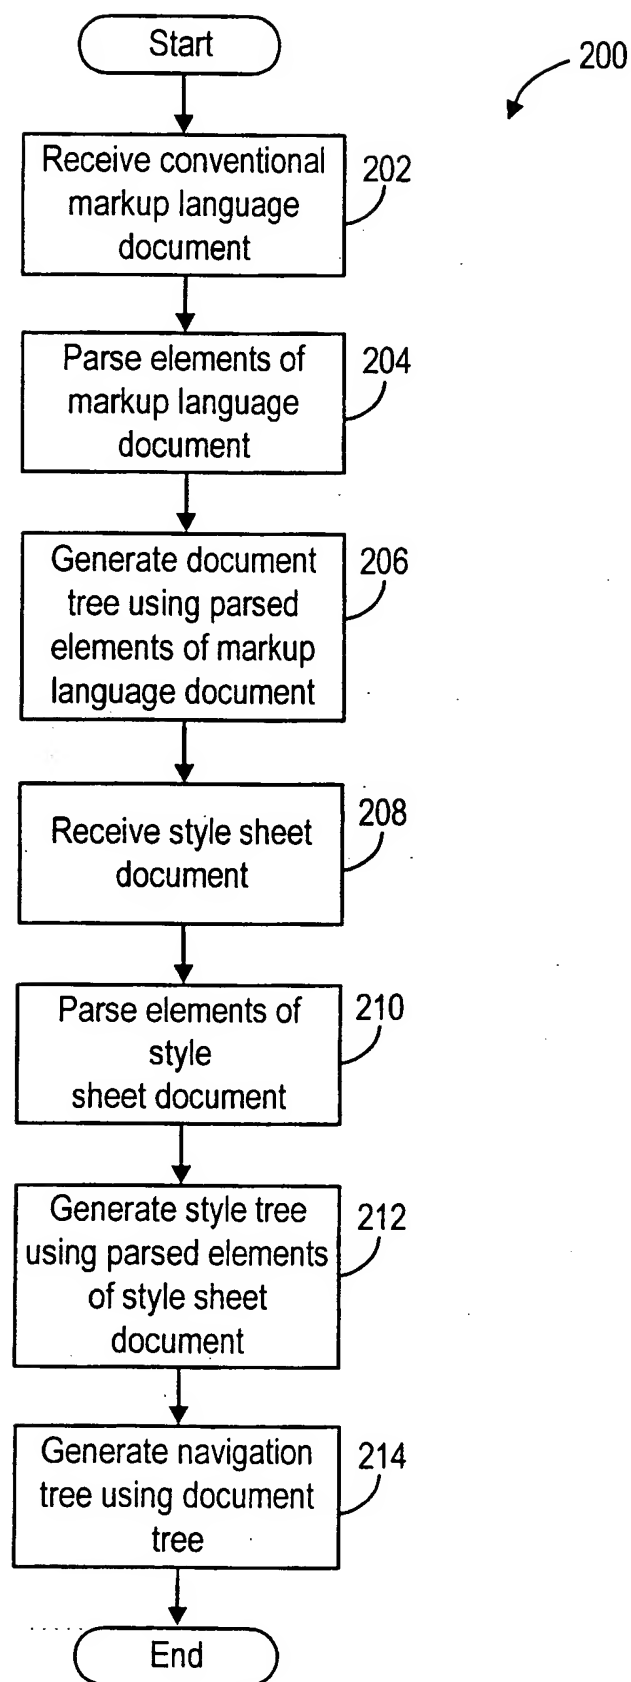 Start
200
Receive conventional
markup language
document
202
Parse elements of
markup language
document
204
Generate document
tree using parsed
elements of markup
language document
206
Receive style sheet
document
208
Parse elements of
style
sheet document
210
Generate style tree
using parsed elements
of style sheet
document
212
Generate navigation
tree using document
tree
214
End